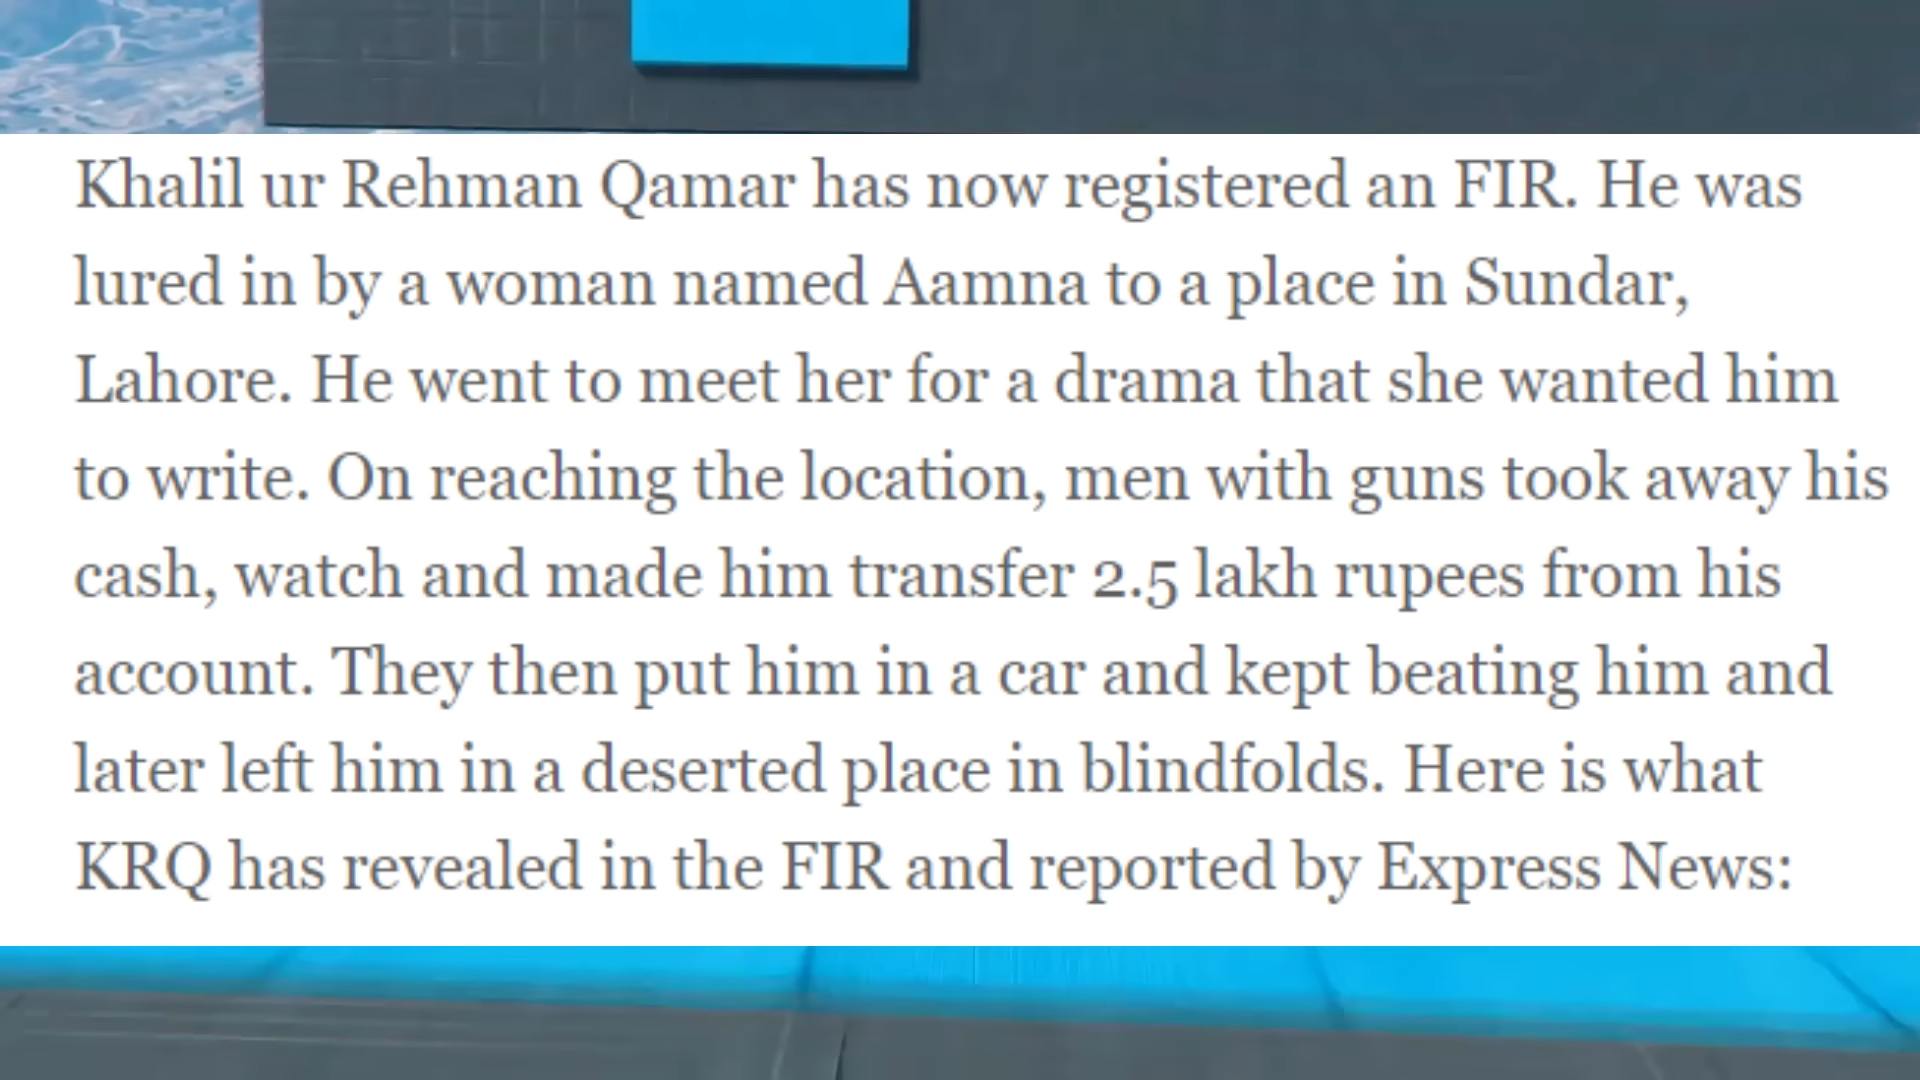 Khalil ur Rehman Qamar has now registered an FIR. He was
lured in by a woman named Aamna to a place in Sundar,
Lahore. He went to meet her for a drama that she wanted him
to write. On reaching the location, men with guns took away his
cash, watch and made him transfer 2.5 lakh rupees from his
account. They then put him in a car and kept beating him and
later left him in a deserted place in blindfolds. Here is what
KRQ has revealed in the FIR and reported by Express News: